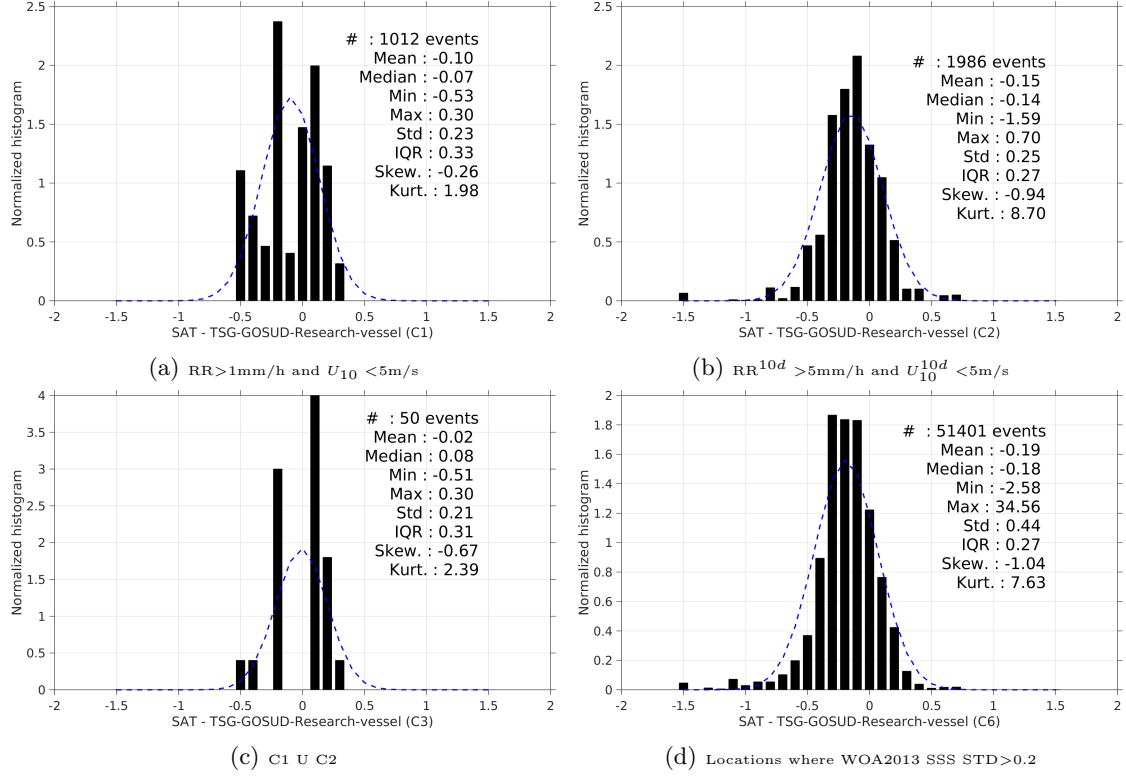 2.5
2
1.5
1
0.5
0
Normalized histogram
# : 1012 events
Mean : -0.10
Median : -0.07
Min : -0.53
Max : 0.30
Std : 0.23
IQR : 0.33
Skew. : -0.26
Kurt. : 1.98
-2 -1.5 -1 -0.5 0 0.5 1 1.5 2
SAT - TSG-GOSUD-Research-vessel (C1)
(a) RR>1mm/h and U10 <5m/s
2.5
2
1.5
1
0.5
0
Normalized histogram
# : 1986 events
Mean : -0.15
Median : -0.14
Min : -1.59
Max : 0.70
Std : 0.25
IQR : 0.27
Skew. : -0.94
Kurt. : 8.70
-2 -1.5 -1 -0.5 0 0.5 1 1.5 2
SAT - TSG-GOSUD-Research-vessel (C2)
(b) RR^10d >5mm/h and U10^10d <5m/s
4
3.5
3
2.5
2
1.5
1
0.5
0
Normalized histogram
# : 50 events
Mean : -0.02
Median : 0.08
Min : -0.51
Max : 0.30
Std : 0.21
IQR : 0.31
Skew. : -0.67
Kurt. : 2.39
-2 -1.5 -1 -0.5 0 0.5 1 1.5 2
SAT - TSG-GOSUD-Research-vessel (C3)
(c) C1 U C2
2
1.8
1.6
1.4
1.2
1
0.8
0.6
0.4
0.2
0
Normalized histogram
# : 51401 events
Mean : -0.19
Median : -0.18
Min : -2.58
Max : 34.56
Std : 0.44
IQR : 0.27
Skew. : -1.04
Kurt. : 7.63
-2 -1.5 -1 -0.5 0 0.5 1 1.5 2
SAT - TSG-GOSUD-Research-vessel (C6)
(d) Locations where WOA2013 SSS STD>0.2